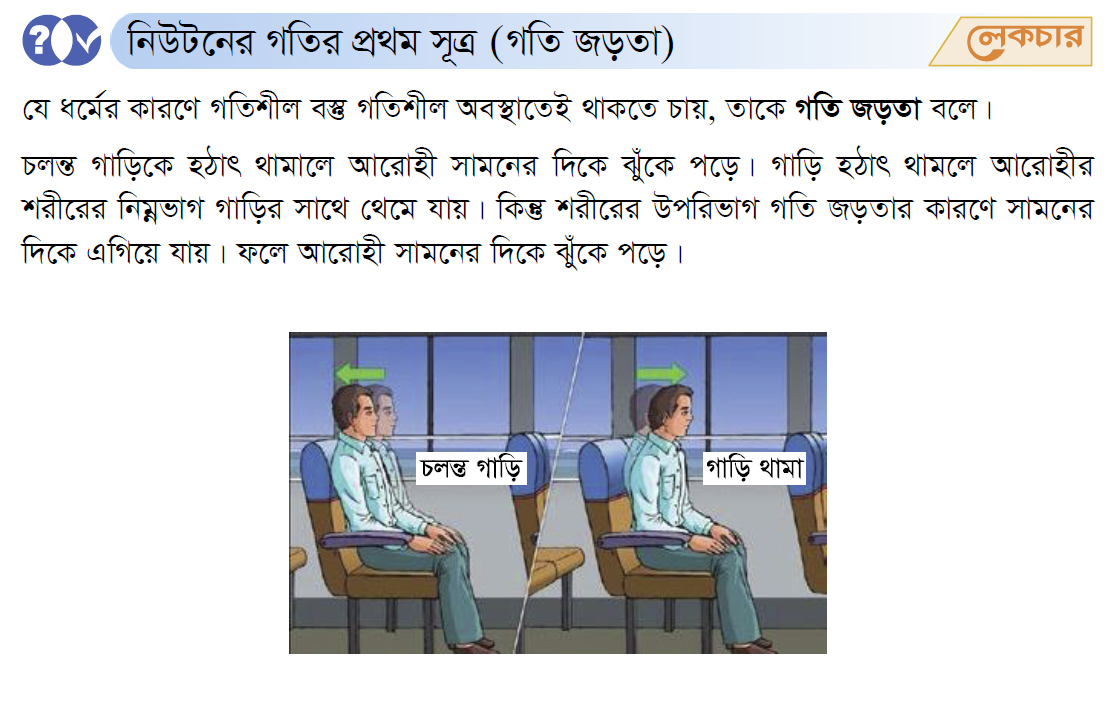 নিউটনের গতির প্রথম সূত্র (গতি জড়তা)
লেকচার
যে ধর্মের কারণে গতিশীল বস্তু গতিশীল অবস্থাতেই থাকতে চায়, তাকে গতি জড়তা বলে।
চলন্ত গাড়িকে হঠাৎ থামালে আরোহী সামনের দিকে ঝুঁকে পড়ে। গাড়ি হঠাৎ থামলে আরোহীর
শরীরের নিম্নভাগ গাড়ির সাথে থেমে যায়। কিন্তু শরীরের উপরিভাগ গতি জড়তার কারণে সামনের
দিকে এগিয়ে যায়। ফলে আরোহী সামনের দিকে ঝুঁকে পড়ে।
চলন্ত গাড়ি
গাড়ি থামা